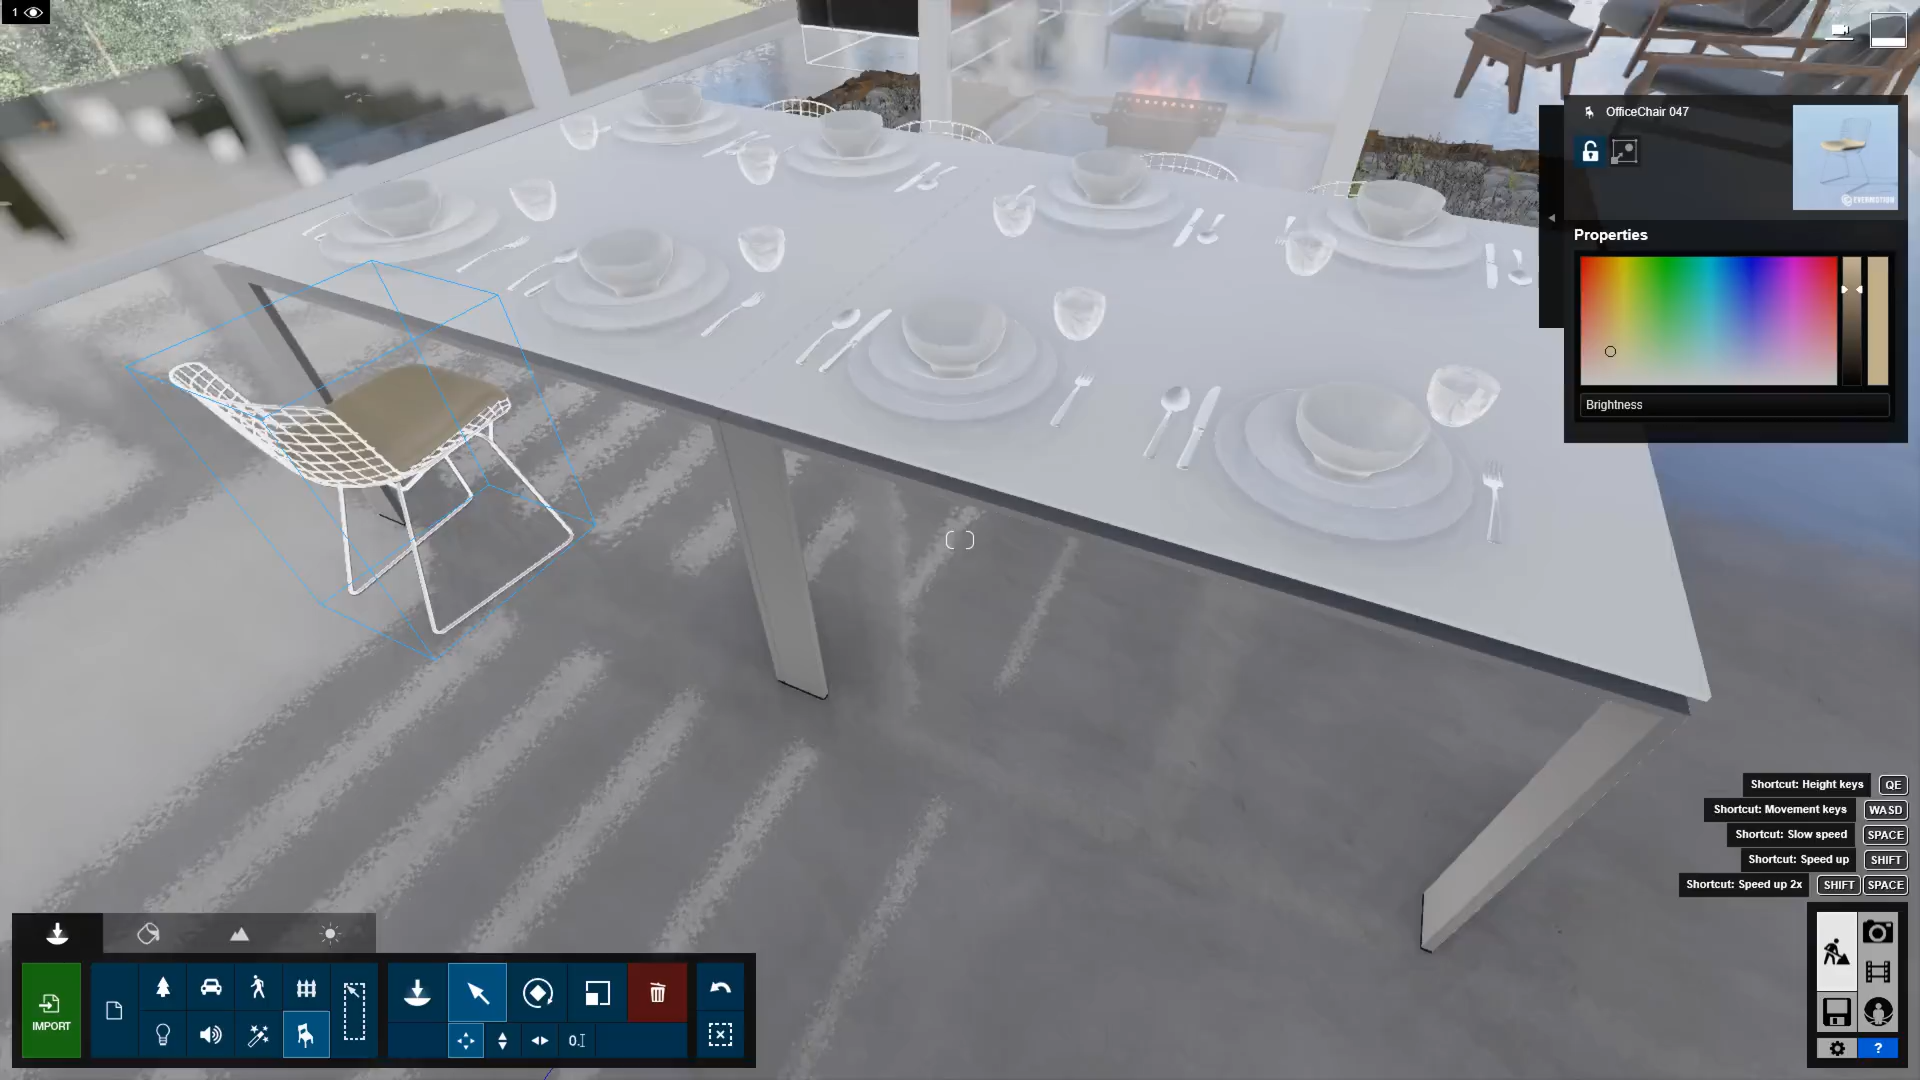 1
OfficeChair 047
EVERMOTION
Properties
Brightness
Shortcut: Height keys QE
Shortcut: Movement keys WASD
Shortcut: Slow speed SPACE
Shortcut: Speed up SHIFT
Shortcut: Speed up 2x SHIFT SPACE
IMPORT
?